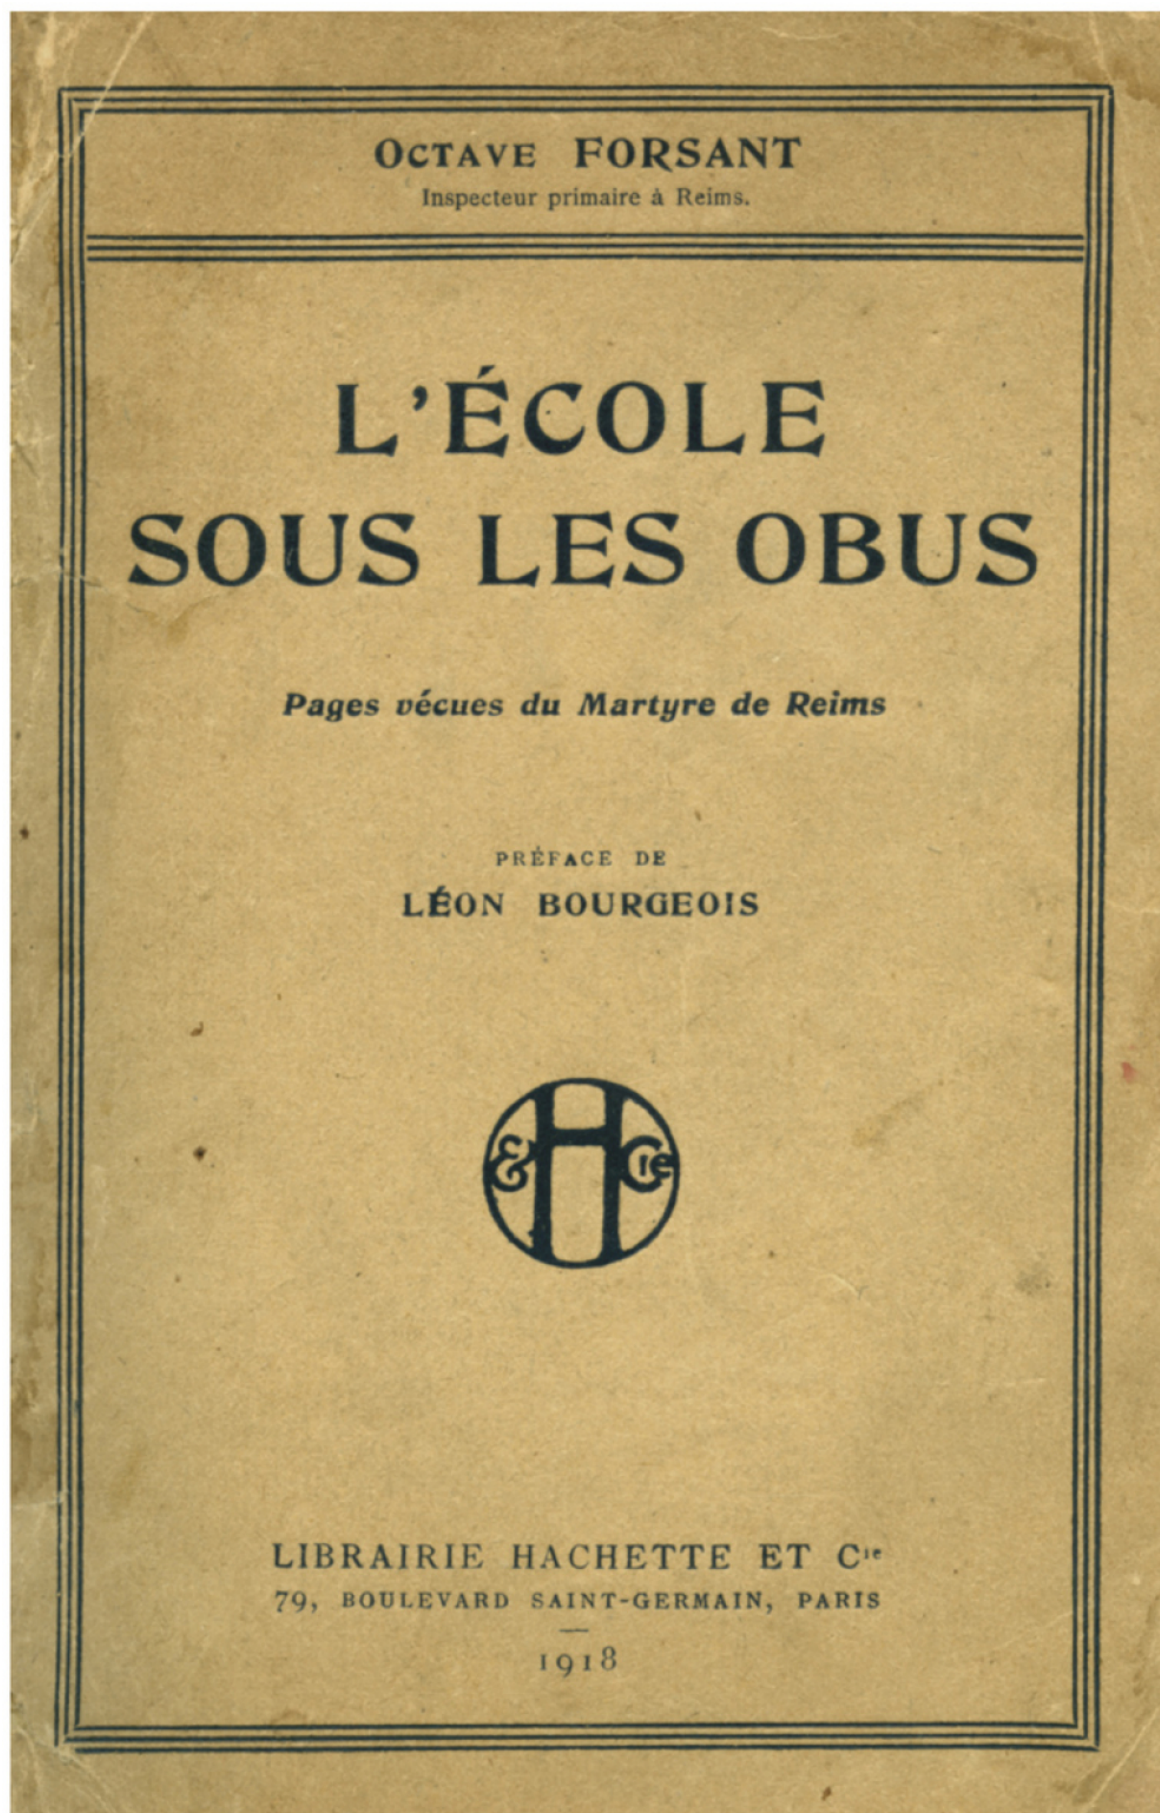 OCTAVE FORSANT
Inspecteur primaire à Reims.
L'ÉCOLE
SOUS LES OBUS
Pages vécues du Martyre de Reims
PRÉFACE DE
LÉON BOURGEOIS
& H Cie
LIBRAIRIE HACHETTE ET Cie
79, BOULEVARD SAINT-GERMAIN, PARIS
1918